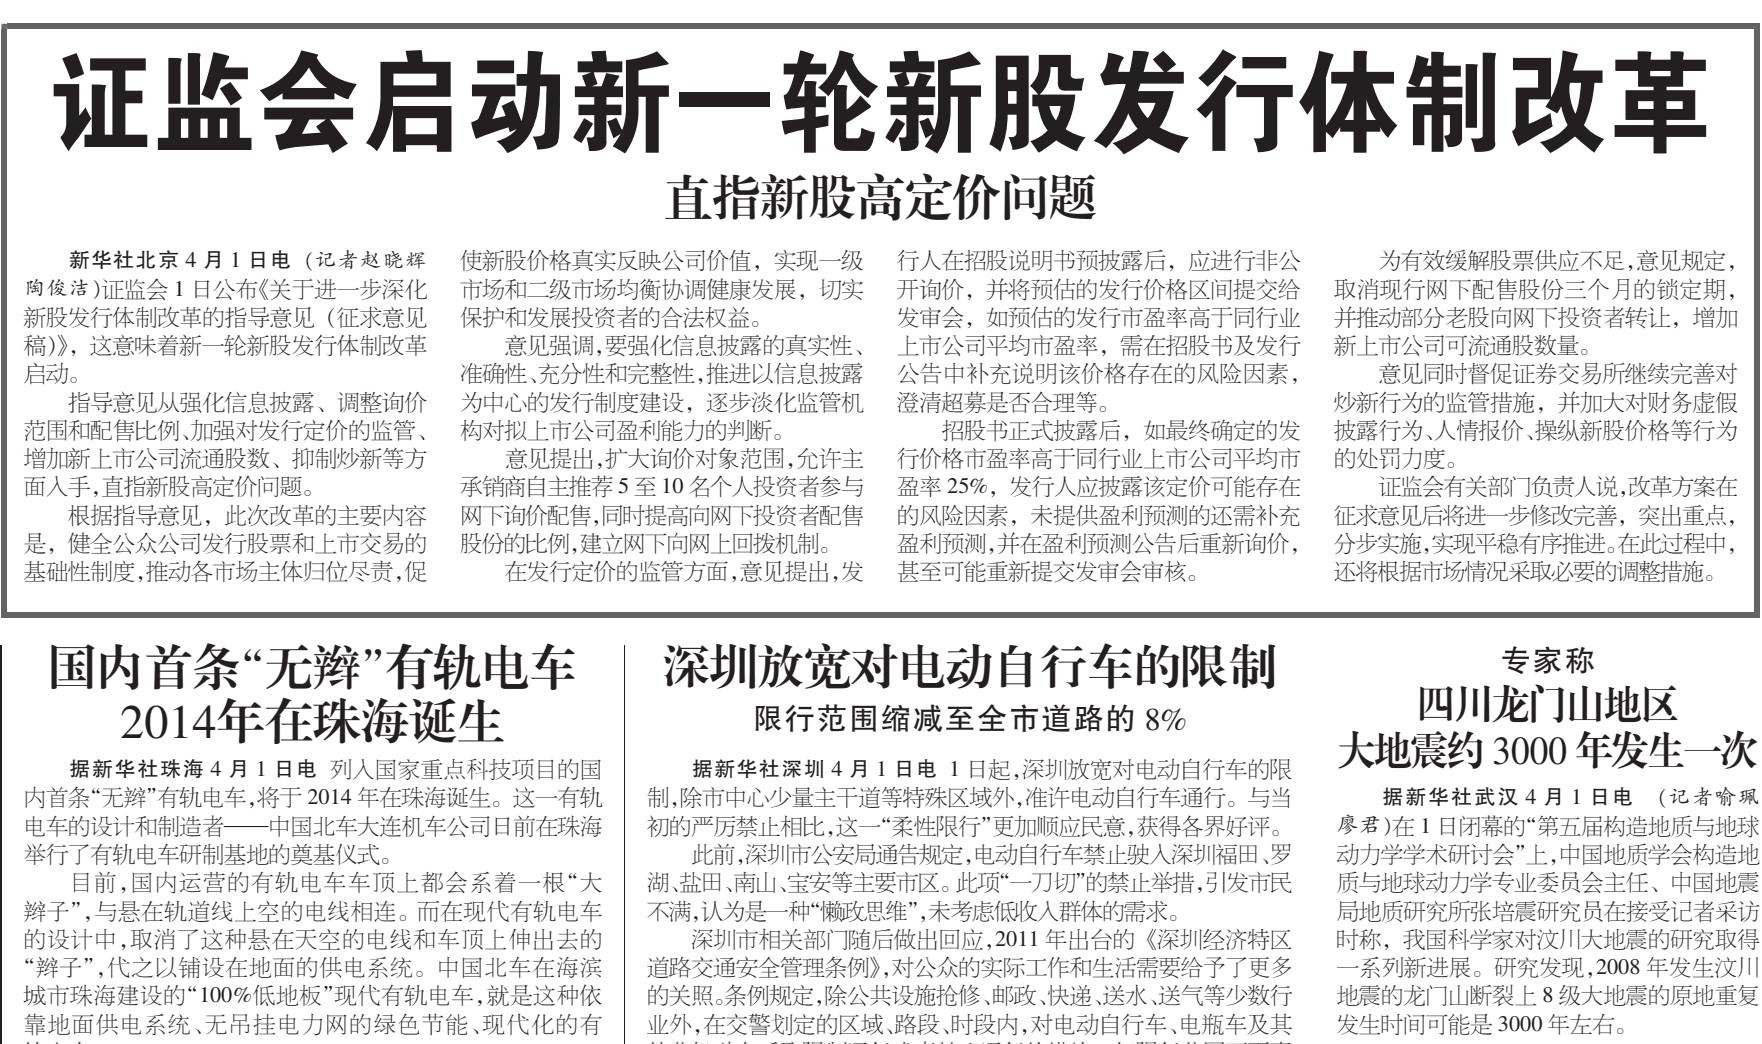 证监会启动新一轮新股发行体制改革
直指新股高定价问题
新华社北京4月1日电（记者赵晓辉
陶俊洁）证监会1日公布《关于进一步深化
新股发行体制改革的指导意见（征求意见
稿）》，这意味着新一轮新股发行体制改革
启动。
指导意见从强化信息披露、调整询价
范围和配售比例、加强对发行定价的监管、
增加新上市公司流通股数、抑制炒新等方
面入手，直指新股高定价问题。
根据指导意见，此次改革的主要内容
是，健全公众公司发行股票和上市交易的
基础性制度，推动各市场主体归位尽责，促
使新股价格真实反映公司价值，实现一级
市场和二级市场均衡协调健康发展，切实
保护和发展投资者的合法权益。
意见强调，要强化信息披露的真实性、
准确性、充分性和完整性，推进以信息披露
为中心的发行制度建设，逐步淡化监管机
构对拟上市公司盈利能力的判断。
意见提出，扩大询价对象范围，允许主
承销商自主推荐5至10名个人投资者参与
网下询价配售，同时提高向网下投资者配售
股份的比例，建立网下向网上回拨机制。
在发行定价的监管方面，意见提出，发
行人在招股说明书预披露后，应进行非公
开询价，并将预估的发行价格区间提交给
发审会，如预估的发行市盈率高于同行业
上市公司平均市盈率，需在招股书及发行
公告中补充说明该价格存在的风险因素，
澄清超募是否合理等。
招股书正式披露后，如最终确定的发
行价格市盈率高于同行业上市公司平均市
盈率25%，发行人应披露该定价可能存在
的风险因素，未提供盈利预测的还需补充
盈利预测，并在盈利预测公告后重新询价，
甚至可能重新提交发审会审核。
为有效缓解股票供应不足，意见规定，
取消现行网下配售股份三个月的锁定期，
并推动部分老股向网下投资者转让，增加
新上市公司可流通股数量。
意见同时督促证券交易所继续完善对
炒新行为的监管措施，并加大对财务虚假
披露行为、人情报价、操纵新股价格等行为
的处罚力度。
证监会有关部门负责人说，改革方案在
征求意见后将进一步修改完善，突出重点，
分步实施，实现平稳有序推进。在此过程中，
还将根据市场情况采取必要的调整措施。
国内首条“无辫”有轨电车
2014年在珠海诞生
据新华社珠海4月1日电 列入国家重点科技项目的国
内首条“无辫”有轨电车，将于2014年在珠海诞生。这一有轨
电车的设计和制造者——中国北车大连机车公司日前在珠海
举行了有轨电车研制基地的奠基仪式。
目前，国内运营的有轨电车车顶上都会系着一根“大
辫子”，与悬在轨道线上空的电线相连。而在现代有轨电车
的设计中，取消了这种悬在天空的电线和车顶上伸出去的
“辫子”，代之以铺设在地面的供电系统。中国北车在海滨
城市珠海建设的“100%低地板”现代有轨电车，就是这种依
靠地面供电系统、无吊挂电力网的绿色节能、现代化的有
深圳放宽对电动自行车的限制
限行范围缩减至全市道路的8%
据新华社深圳4月1日电 1日起，深圳放宽对电动自行车的限
制，除市中心少量主干道等特殊区域外，准许电动自行车通行。与当
初的严厉禁止相比，这一“柔性限行”更加顺应民意，获得各界好评。
此前，深圳市公安局通告规定，电动自行车禁止驶入深圳福田、罗
湖、盐田、南山、宝安等主要市区。此项“一刀切”的禁止举措，引发市民
不满，认为是一种“懒政思维”，未考虑低收入群体的需求。
深圳市相关部门随后做出回应，2011年出台的《深圳经济特区
道路交通安全管理条例》，对公众的实际工作和生活需要给予了更多
的关照。条例规定，除公共设施抢修、邮政、快递、送水、送气等少数行
业外，在交警划定的区域、路段、时段内，对电动自行车、电瓶车及其
专家称
四川龙门山地区
大地震约3000年发生一次
据新华社武汉4月1日电 （记者喻珮
廖君）在1日闭幕的“第五届构造地质与地球
动力学学术研讨会”上，中国地质学会构造地
质与地球动力学专业委员会主任、中国地震
局地质研究所张培震研究员在接受记者采访
时称，我国科学家对汶川大地震的研究取得
一系列新进展。研究发现，2008年发生汶川
地震的龙门山断裂上8级大地震的原地重复
发生时间可能是3000年左右。